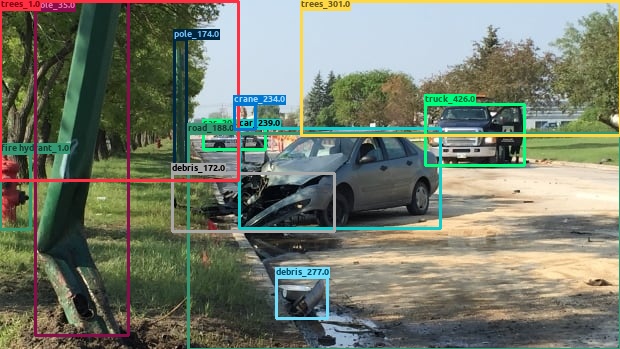 trees_1.0
pole_35.0
trees_301.0
pole_174.0
crane_234.0
truck_426.0
car_239.0
road_188.0
fire hydrant_1.0
debris_172.0
debris_277.0